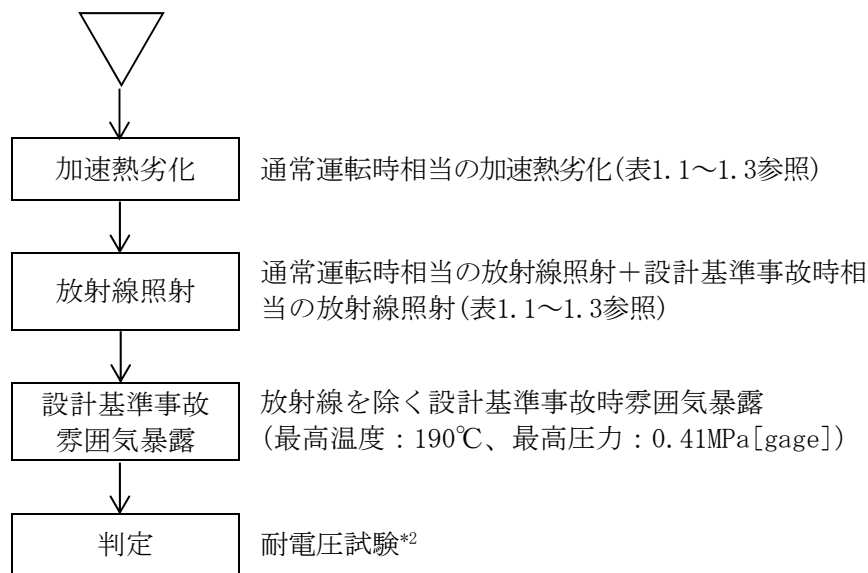 加速熱劣化 通常運転時相当の加速熱劣化(表1.1～1.3参照)
放射線照射 通常運転時相当の放射線照射＋設計基準事故時相
当の放射線照射(表1.1～1.3参照)
設計基準事故 放射線を除く設計基準事故時雰囲気暴露
雰囲気暴露 (最高温度：190℃、最高圧力：0.41MPa[gage])
判定 耐電圧試験*2